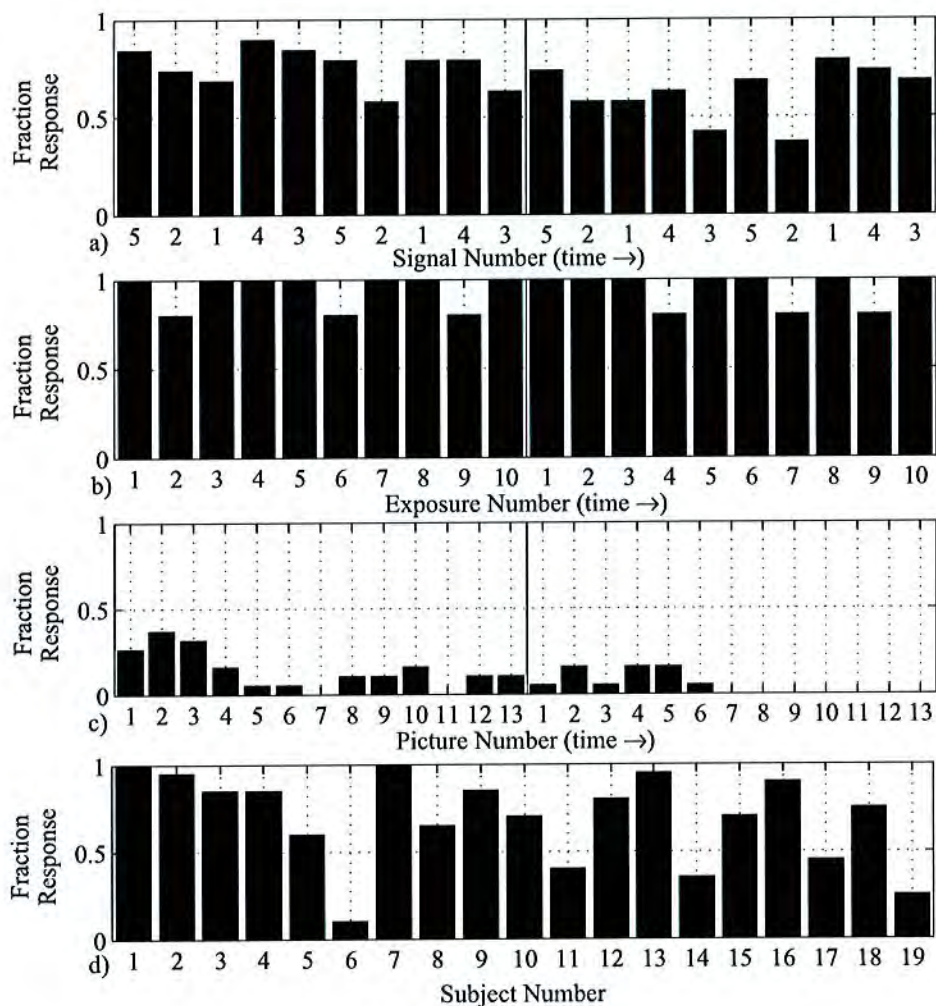 1
Fraction
Response
0.5
0
a)
5 2 1 4 3 5 2 1 4 3 5 2 1 4 3 5 2 1 4 3
Signal Number (time →)
1
Fraction
Response
0.5
0
b)
1 2 3 4 5 6 7 8 9 10 1 2 3 4 5 6 7 8 9 10
Exposure Number (time →)
1
Fraction
Response
0.5
0
c)
1 2 3 4 5 6 7 8 9 10 11 12 13 1 2 3 4 5 6 7 8 9 10 11 12 13
Picture Number (time →)
1
Fraction
Response
0.5
0
d)
1 2 3 4 5 6 7 8 9 10 11 12 13 14 15 16 17 18 19
Subject Number